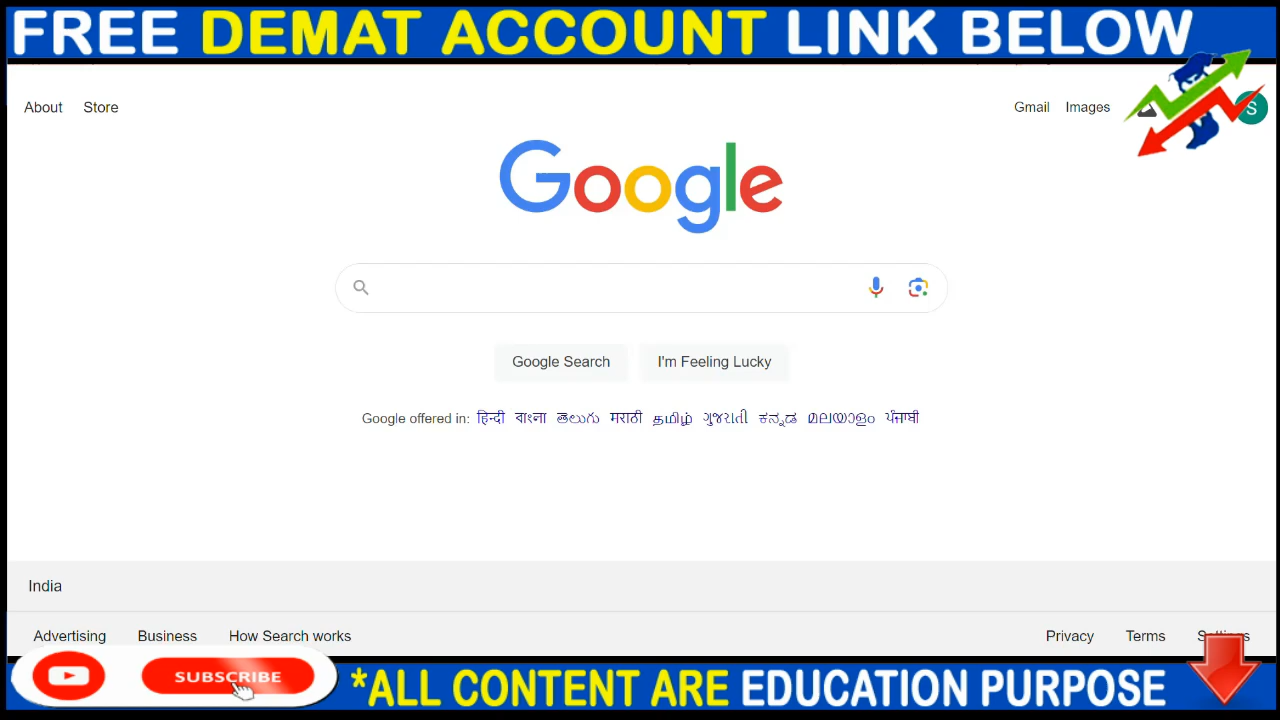 FREE DEMAT ACCOUNT LINK BELOW
About Store Gmail Images S
Google
Google Search I'm Feeling Lucky
Google offered in: हिन्दी বাংলা తెలుగు मराठी தமிழ் ગુજરાતી ಕನ್ನಡ മലയാളം ਪੰਜਾਬੀ
India
Advertising Business How Search works Privacy Terms Settings
SUBSCRIBE
*ALL CONTENT ARE EDUCATION PURPOSE